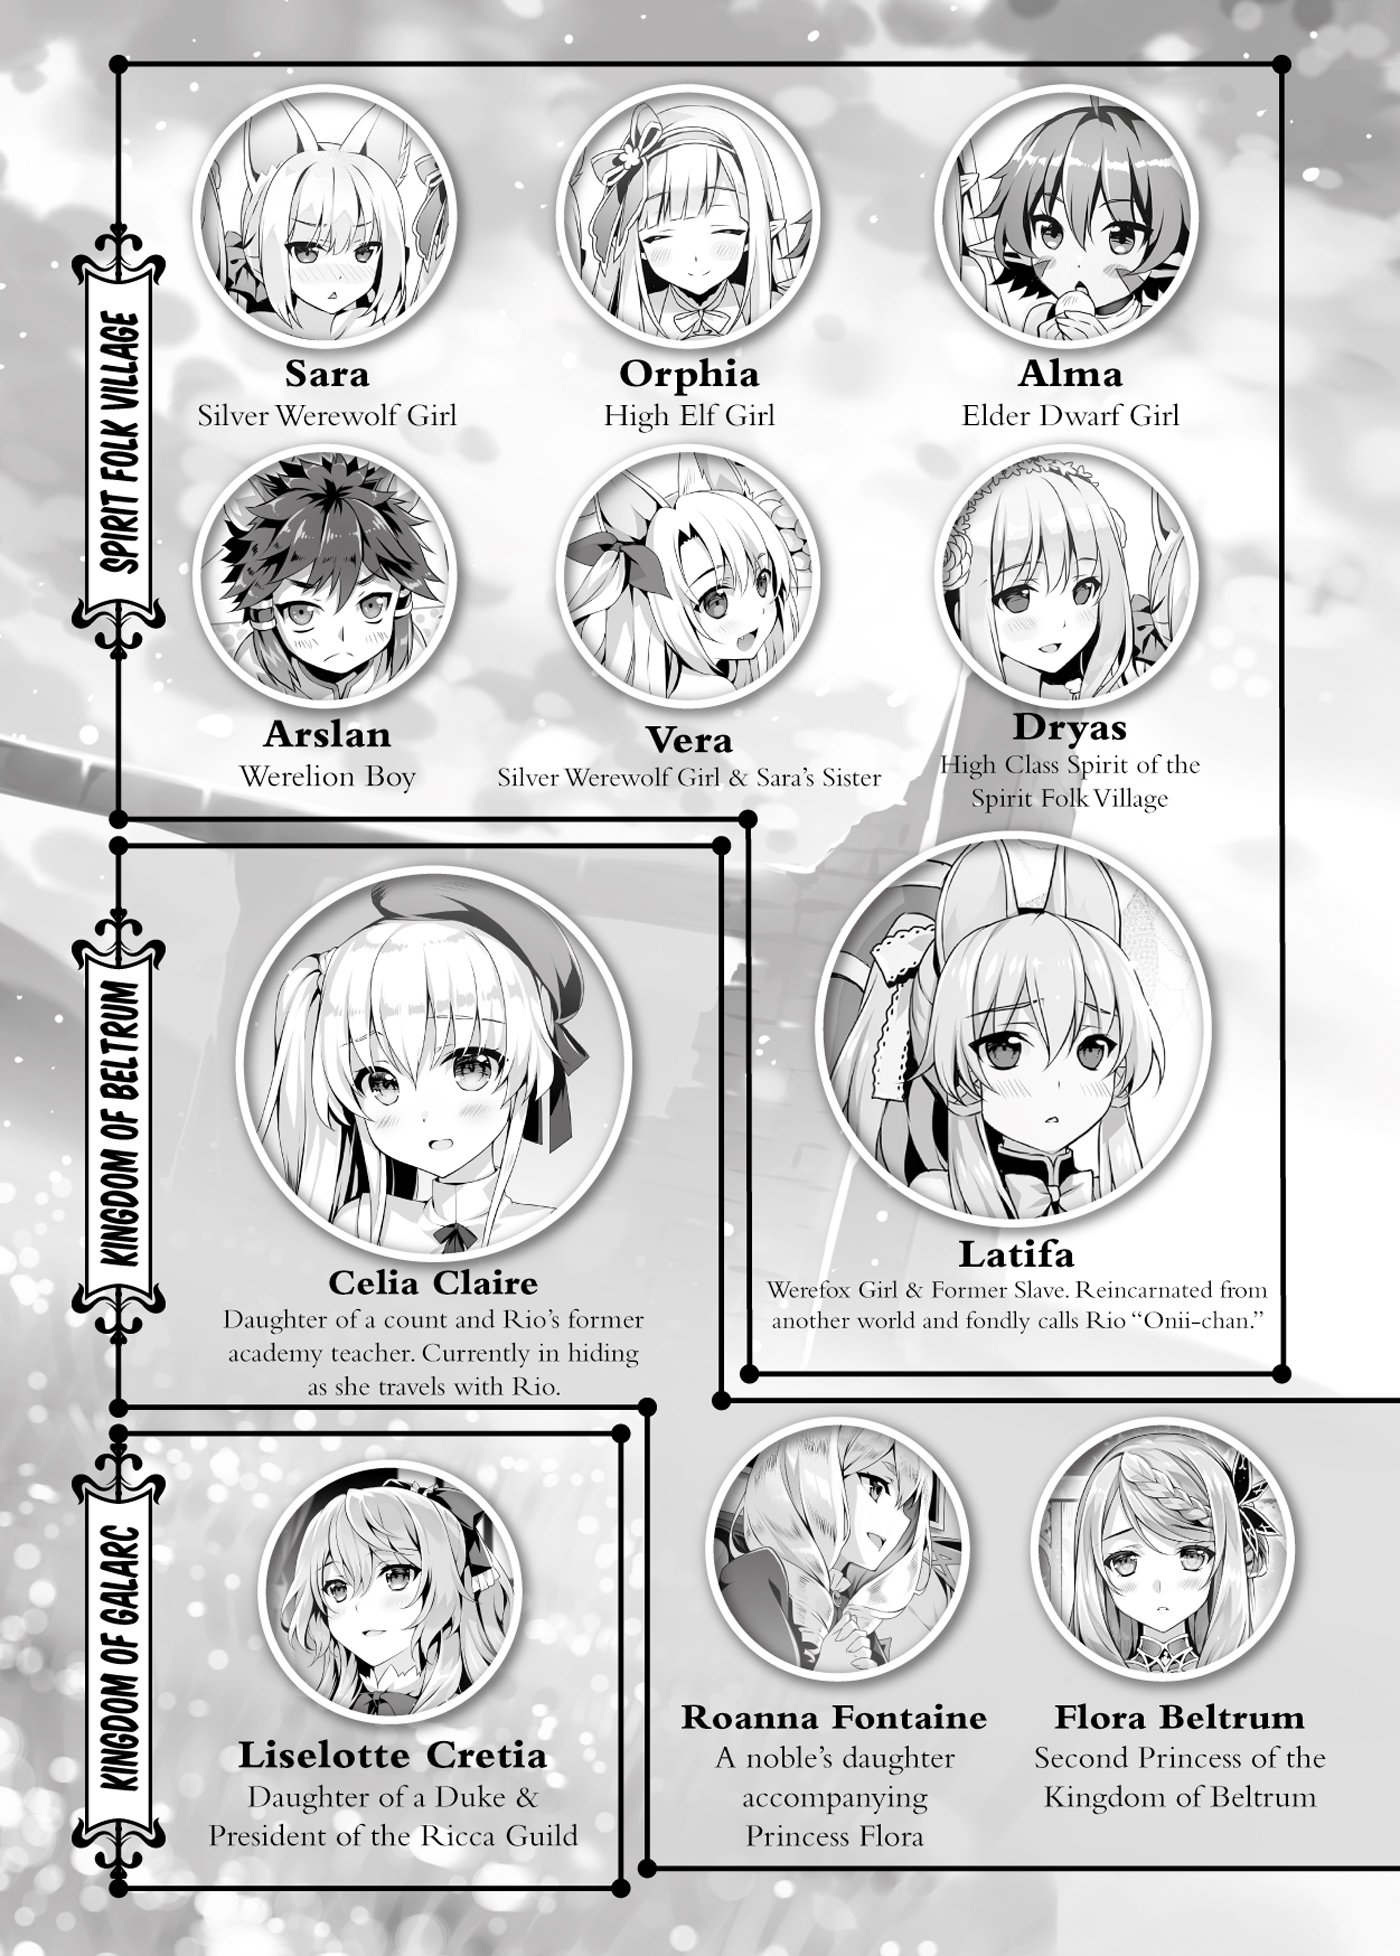 SPIRIT FOLK VILLAGE
Sara
Silver Werewolf Girl
Orphia
High Elf Girl
Alma
Elder Dwarf Girl
Arslan
Werelion Boy
Vera
Silver Werewolf Girl & Sara's Sister
Dryas
High Class Spirit of the
Spirit Folk Village
Latifa
Werefox Girl & Former Slave. Reincarnated from
another world and fondly calls Rio “Onii-chan.”
KINGDOM OF BELTRUM
Celia Claire
Daughter of a count and Rio's former
academy teacher. Currently in hiding
as she travels with Rio.
Roanna Fontaine
A noble's daughter
accompanying
Princess Flora
Flora Beltrum
Second Princess of the
Kingdom of Beltrum
KINGDOM OF GALARC
Liselotte Cretia
Daughter of a Duke &
President of the Ricca Guild